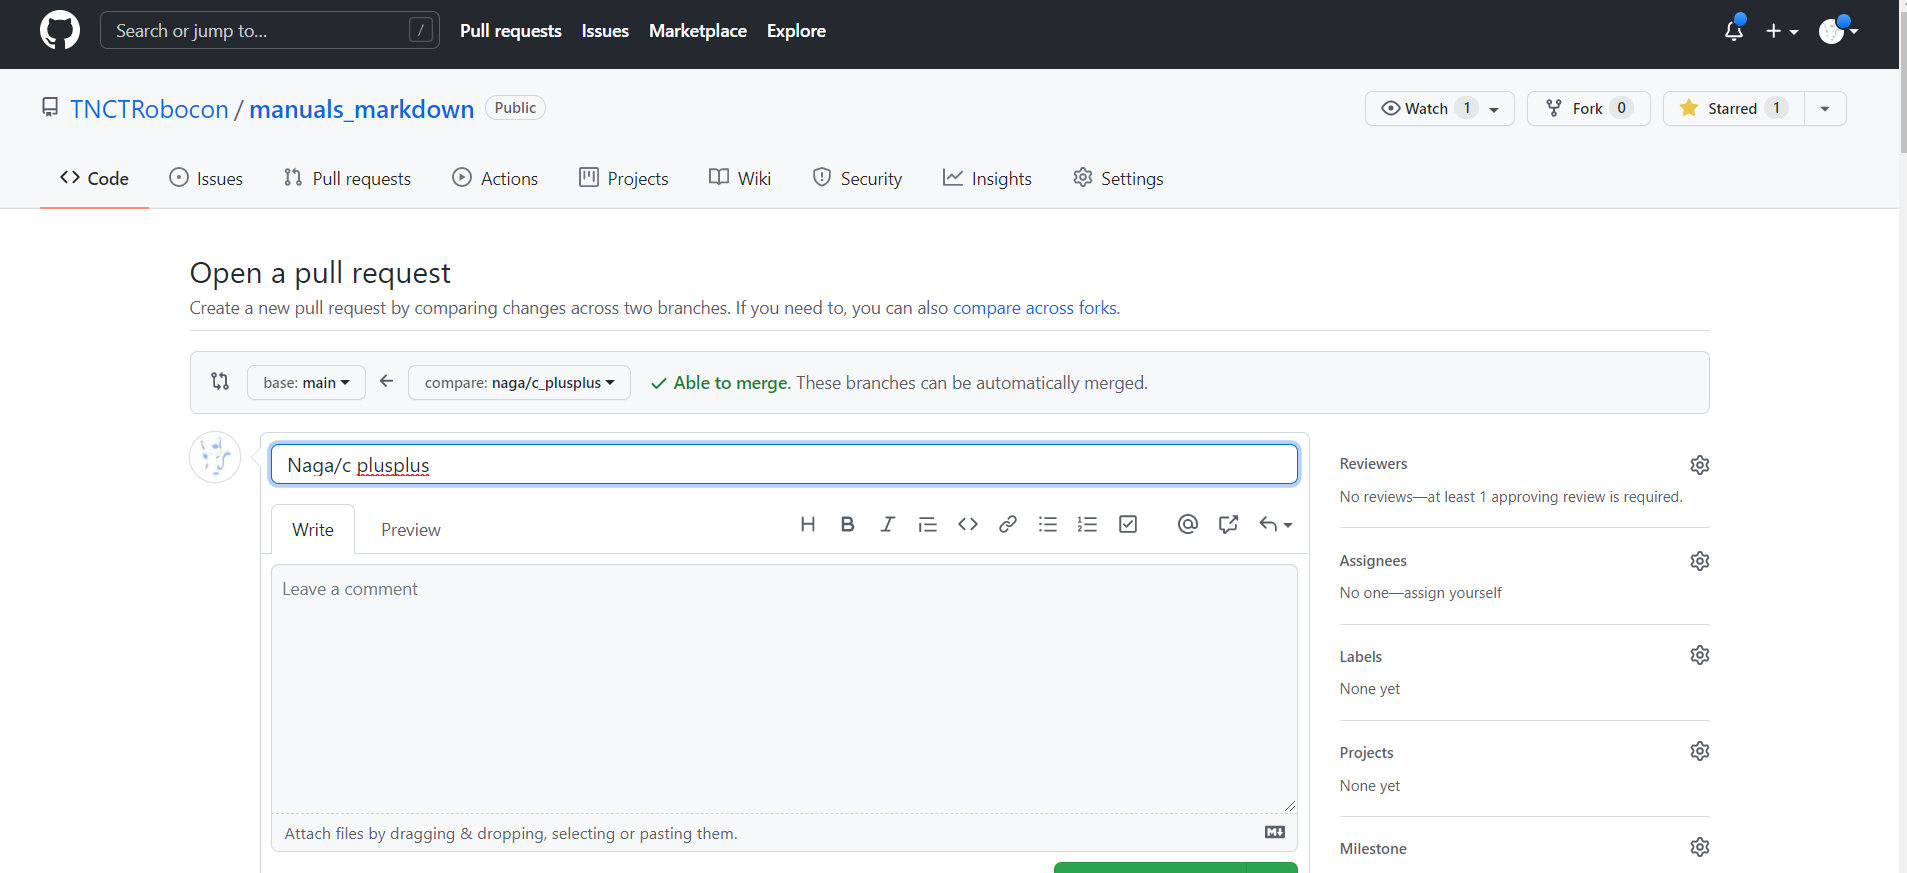 Search or jump to... /
Pull requests Issues Marketplace Explore
TNCTRobocon / manuals_markdown Public
Watch 1 Fork 0 Starred 1
Code Issues Pull requests Actions Projects Wiki Security Insights Settings
Open a pull request
Create a new pull request by comparing changes across two branches. If you need to, you can also compare across forks.
base: main compare: naga/c_plusplus Able to merge. These branches can be automatically merged.
Naga/c plusplus
Write Preview
Leave a comment
Attach files by dragging & dropping, selecting or pasting them.
Reviewers
No reviews—at least 1 approving review is required.
Assignees
No one—assign yourself
Labels
None yet
Projects
None yet
Milestone